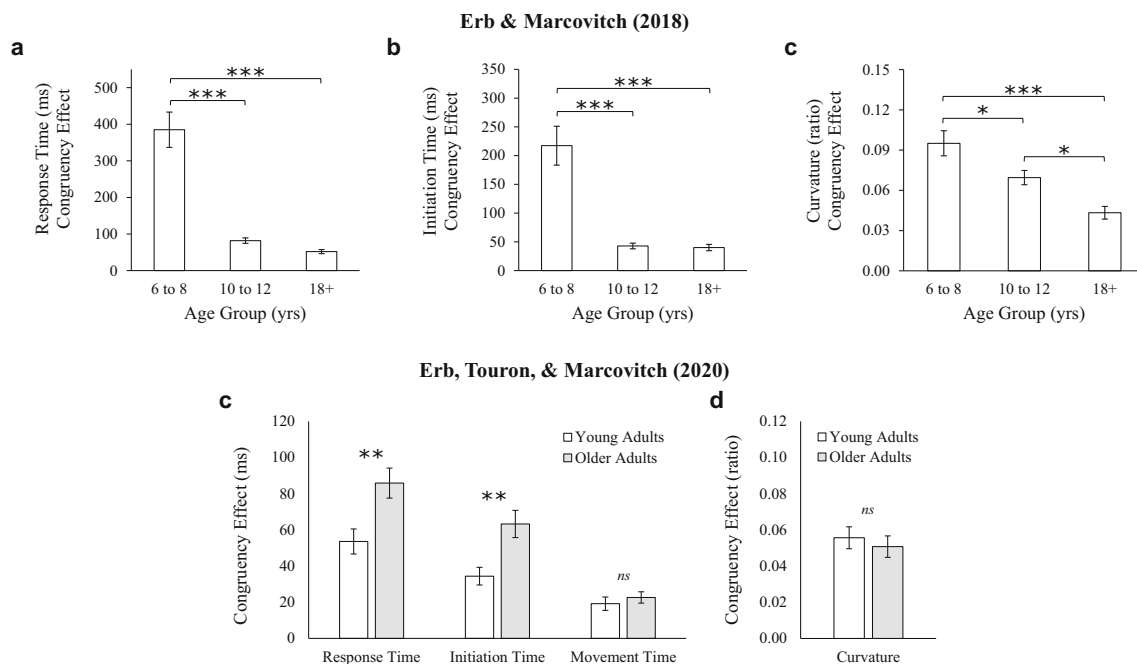 Erb & Marcovitch (2018)
a
Response Time (ms)
Congruency Effect
500
400
300
200
100
0
***
***
6 to 8
10 to 12
18+
Age Group (yrs)
b
Initiation Time (ms)
Congruency Effect
350
300
250
200
150
100
50
0
***
***
6 to 8
10 to 12
18+
Age Group (yrs)
c
Curvature (ratio)
Congruency Effect
0.15
0.12
0.09
0.06
0.03
0.00
***
*
*
6 to 8
10 to 12
18+
Age Group (yrs)
Erb, Touron, & Marcovitch (2020)
c
Congruency Effect (ms)
120
100
80
60
40
20
0
Young Adults
Older Adults
**
**
ns
Response Time
Initiation Time
Movement Time
d
Congruency Effect (ratio)
0.12
0.10
0.08
0.06
0.04
0.02
0.00
Young Adults
Older Adults
ns
Curvature